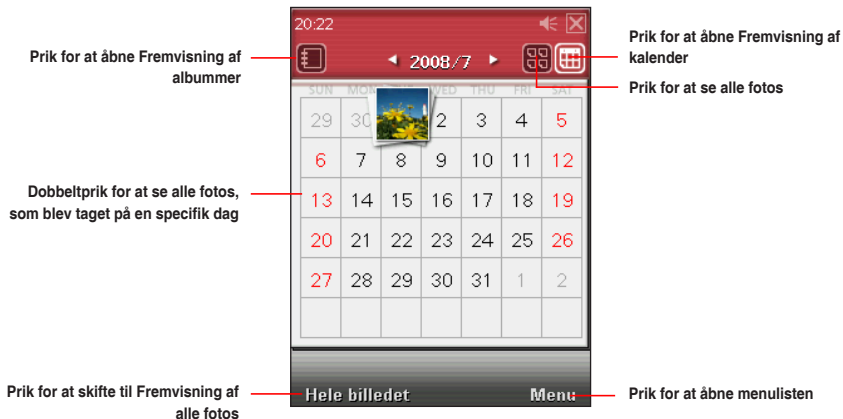 20:22
Prik for at åbne Fremvisning af
albummer
2008/7
Prik for at åbne Fremvisning af
kalender
Prik for at se alle fotos
SUN MON WED THU FRI SAT
29 30 2 3 4 5
6 7 8 9 10 11 12
Dobbeltprik for at se alle fotos,
som blev taget på en specifik dag
13 14 15 16 17 18 19
20 21 22 23 24 25 26
27 28 29 30 31 1 2
Prik for at skifte til Fremvisning af
alle fotos
Hele billedet Menu
Prik for at åbne menulisten